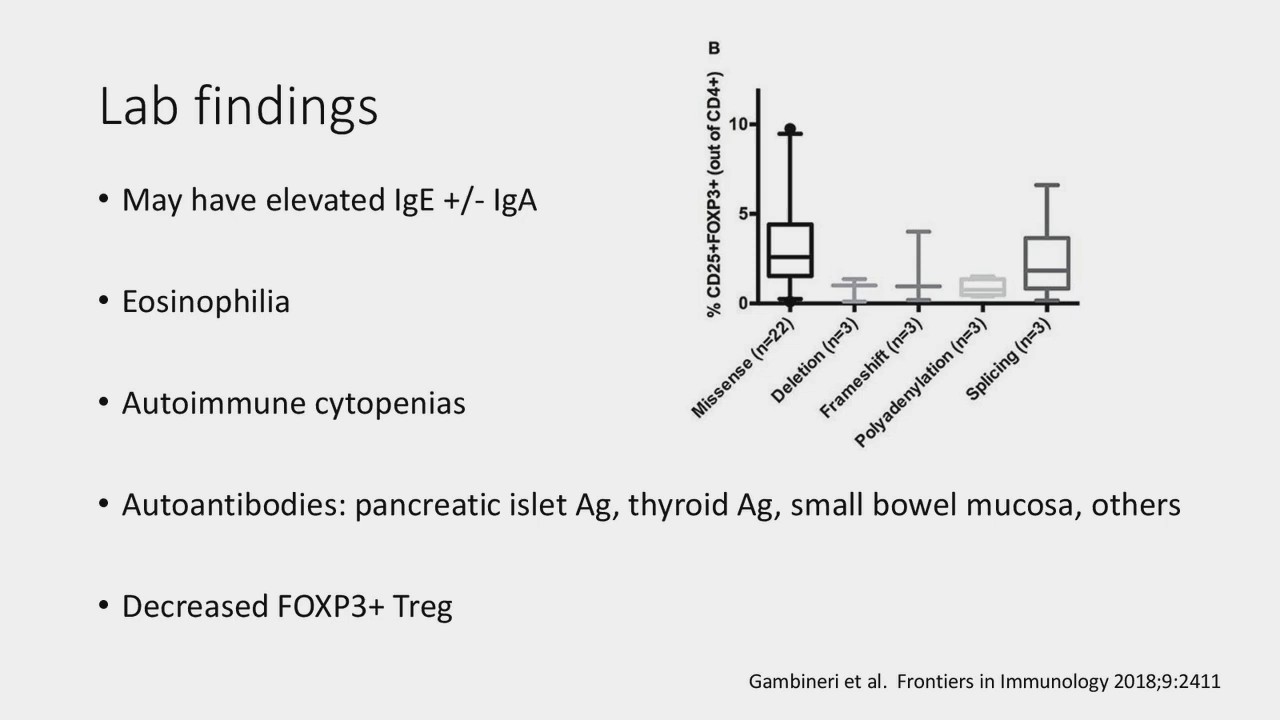 Lab findings
• May have elevated IgE +/- IgA
• Eosinophilia
• Autoimmune cytopenias
• Autoantibodies: pancreatic islet Ag, thyroid Ag, small bowel mucosa, others
• Decreased FOXP3+ Treg
B
% CD25+FOXP3+ (out of CD4+)
10
5
0
Missense (n=22)
Deletion (n=3)
Frameshift (n=3)
Polyadenylation (n=3)
Splicing (n=3)
Gambineri et al. Frontiers in Immunology 2018;9:2411